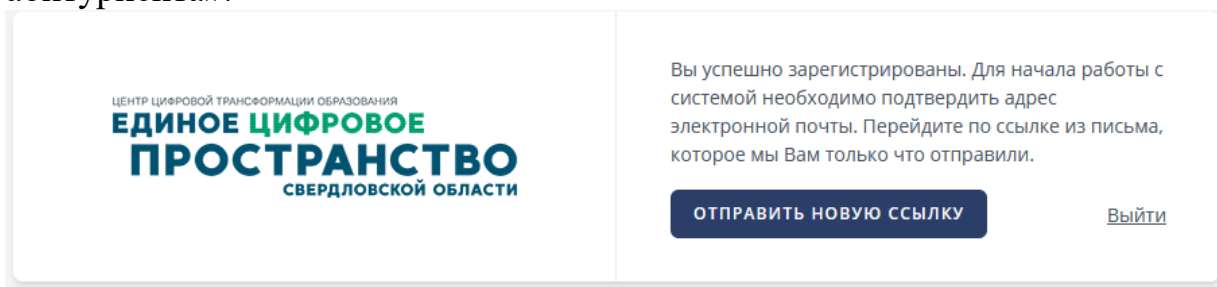 абитуриента».
ЦЕНТР ЦИФРОВОЙ ТРАНСФОРМАЦИИ ОБРАЗОВАНИЯ
ЕДИНОЕ ЦИФРОВОЕ
ПРОСТРАНСТВО
СВЕРДЛОВСКОЙ ОБЛАСТИ
Вы успешно зарегистрированы. Для начала работы с
системой необходимо подтвердить адрес
электронной почты. Перейдите по ссылке из письма,
которое мы Вам только что отправили.
ОТПРАВИТЬ НОВУЮ ССЫЛКУ
Выйти